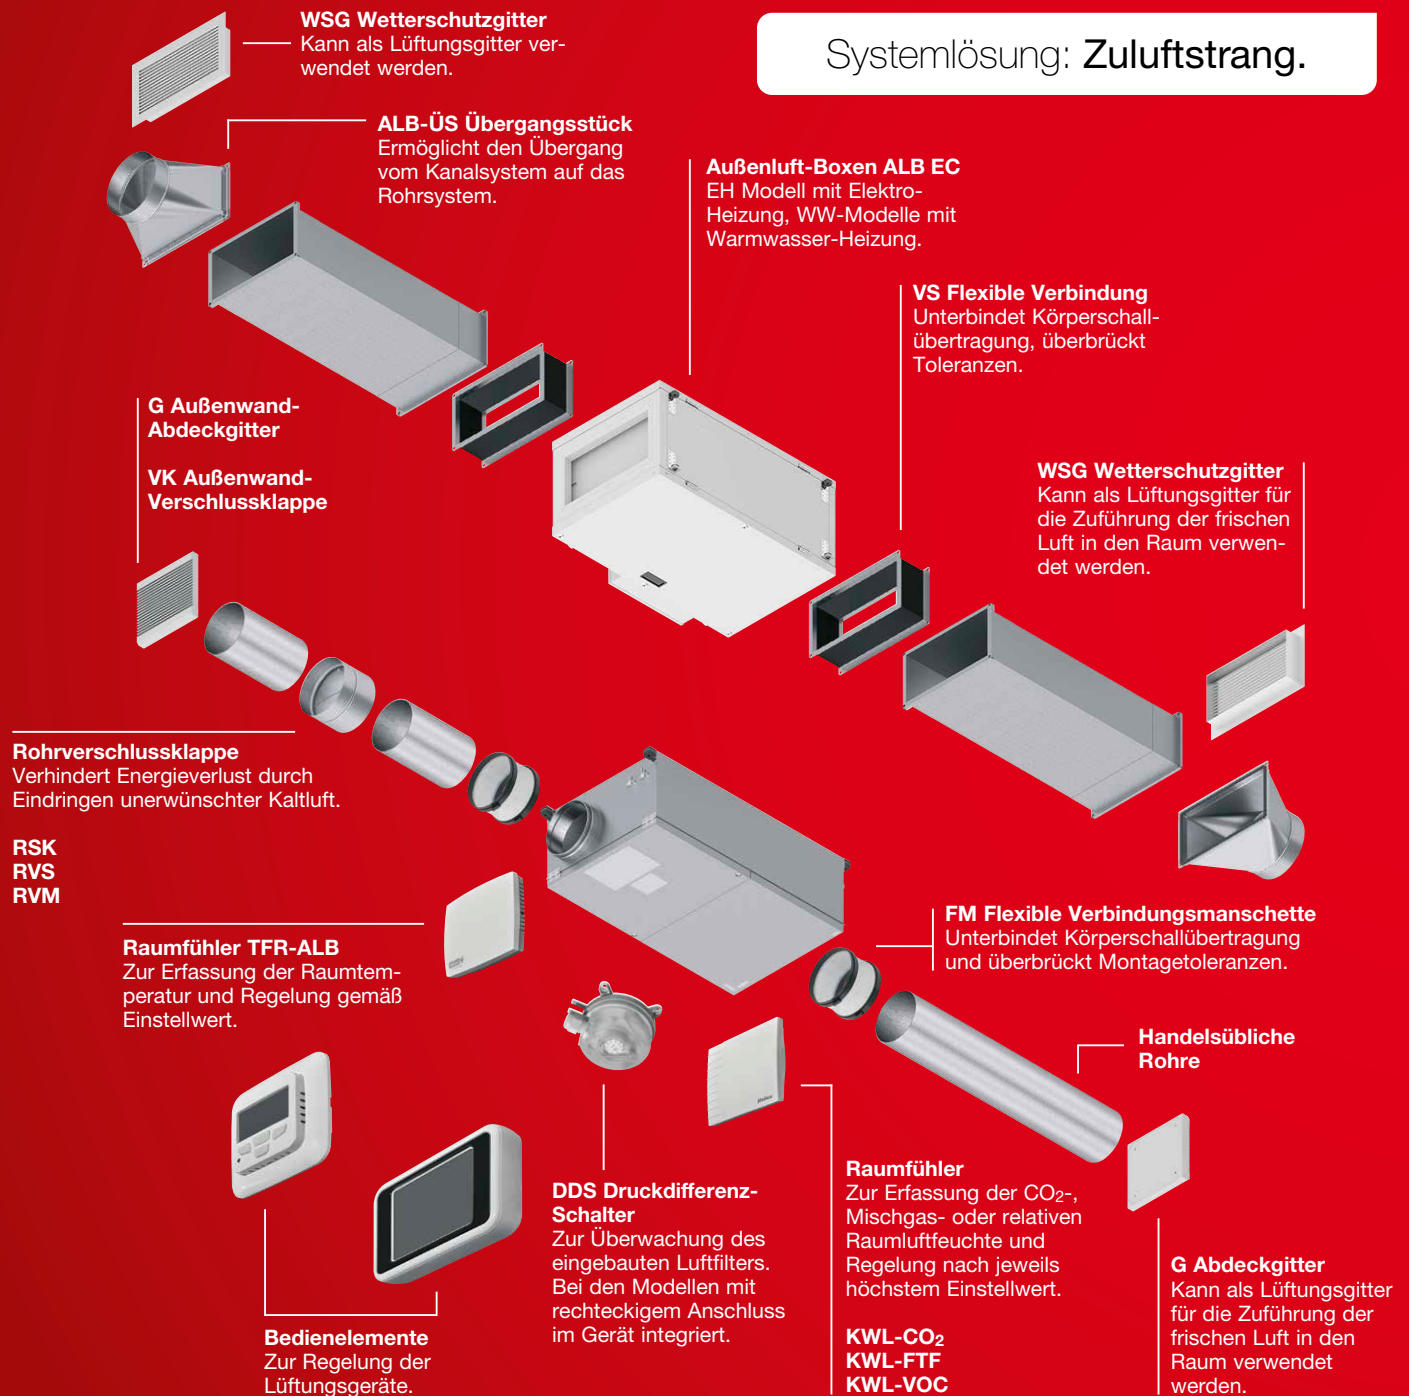 WSG Wetterschutzgitter
Kann als Lüftungsgitter ver-
wendet werden.
Systemlösung: Zuluftstrang.
ALB-ÜS Übergangsstück
Ermöglicht den Übergang
vom Kanalsystem auf das
Rohrsystem.
Außenluft-Boxen ALB EC
EH Modell mit Elektro-
Heizung, WW-Modelle mit
Warmwasser-Heizung.
VS Flexible Verbindung
Unterbindet Körperschall-
übertragung, überbrückt
Toleranzen.
G Außenwand-
Abdeckgitter
VK Außenwand-
Verschlussklappe
WSG Wetterschutzgitter
Kann als Lüftungsgitter für
die Zuführung der frischen
Luft in den Raum verwen-
det werden.
Rohrverschlussklappe
Verhindert Energieverlust durch
Eindringen unerwünschter Kaltluft.
RSK
RVS
RVM
Raumfühler TFR-ALB
Zur Erfassung der Raumtem-
peratur und Regelung gemäß
Einstellwert.
FM Flexible Verbindungsmanschette
Unterbindet Körperschallübertragung
und überbrückt Montagetoleranzen.
Handelsübliche
Rohre
Bedienelemente
Zur Regelung der
Lüftungsgeräte.
DDS Druckdifferenz-
Schalter
Zur Überwachung des
eingebauten Luftfilters.
Bei den Modellen mit
rechteckigem Anschluss
im Gerät integriert.
Raumfühler
Zur Erfassung der CO2-,
Mischgas- oder relativen
Raumluftfeuchte und
Regelung nach jeweils
höchstem Einstellwert.
KWL-CO2
KWL-FTF
KWL-VOC
G Abdeckgitter
Kann als Lüftungsgitter
für die Zuführung der
frischen Luft in den
Raum verwendet
werden.